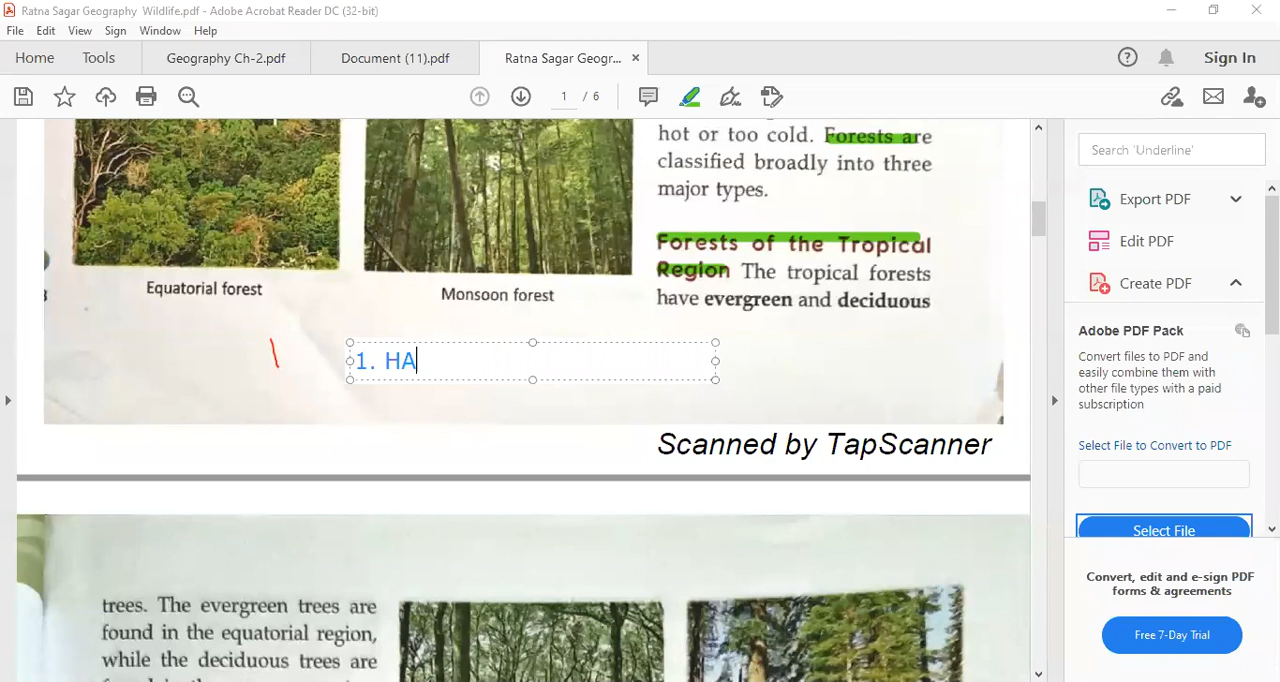 Ratna Sagar Geography Wildlife.pdf - Adobe Acrobat Reader DC (32-bit)
File Edit View Sign Window Help
Home Tools Geography Ch-2.pdf Document (11).pdf Ratna Sagar Geogr... ×
Sign In
1 / 6
hot or too cold. Forests are
classified broadly into three
major types.
Forests of the Tropical
Region The tropical forests
have evergreen and deciduous
Equatorial forest
Monsoon forest
1. HA
Scanned by TapScanner
trees. The evergreen trees are
found in the equatorial region,
while the deciduous trees are
Search 'Underline'
Export PDF
Edit PDF
Create PDF
Adobe PDF Pack
Convert files to PDF and
easily combine them with
other file types with a paid
subscription
Select File to Convert to PDF
Select File
Convert, edit and e-sign PDF
forms & agreements
Free 7-Day Trial